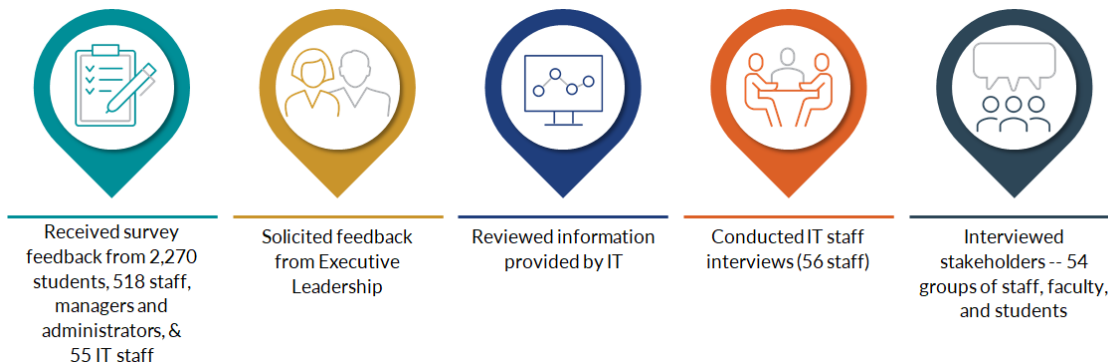 Received survey
feedback from 2,270
students, 518 staff,
managers and
administrators, &
55 IT staff
Solicited feedback
from Executive
Leadership
Reviewed information
provided by IT
Conducted IT staff
interviews (56 staff)
Interviewed
stakeholders -- 54
groups of staff, faculty,
and students